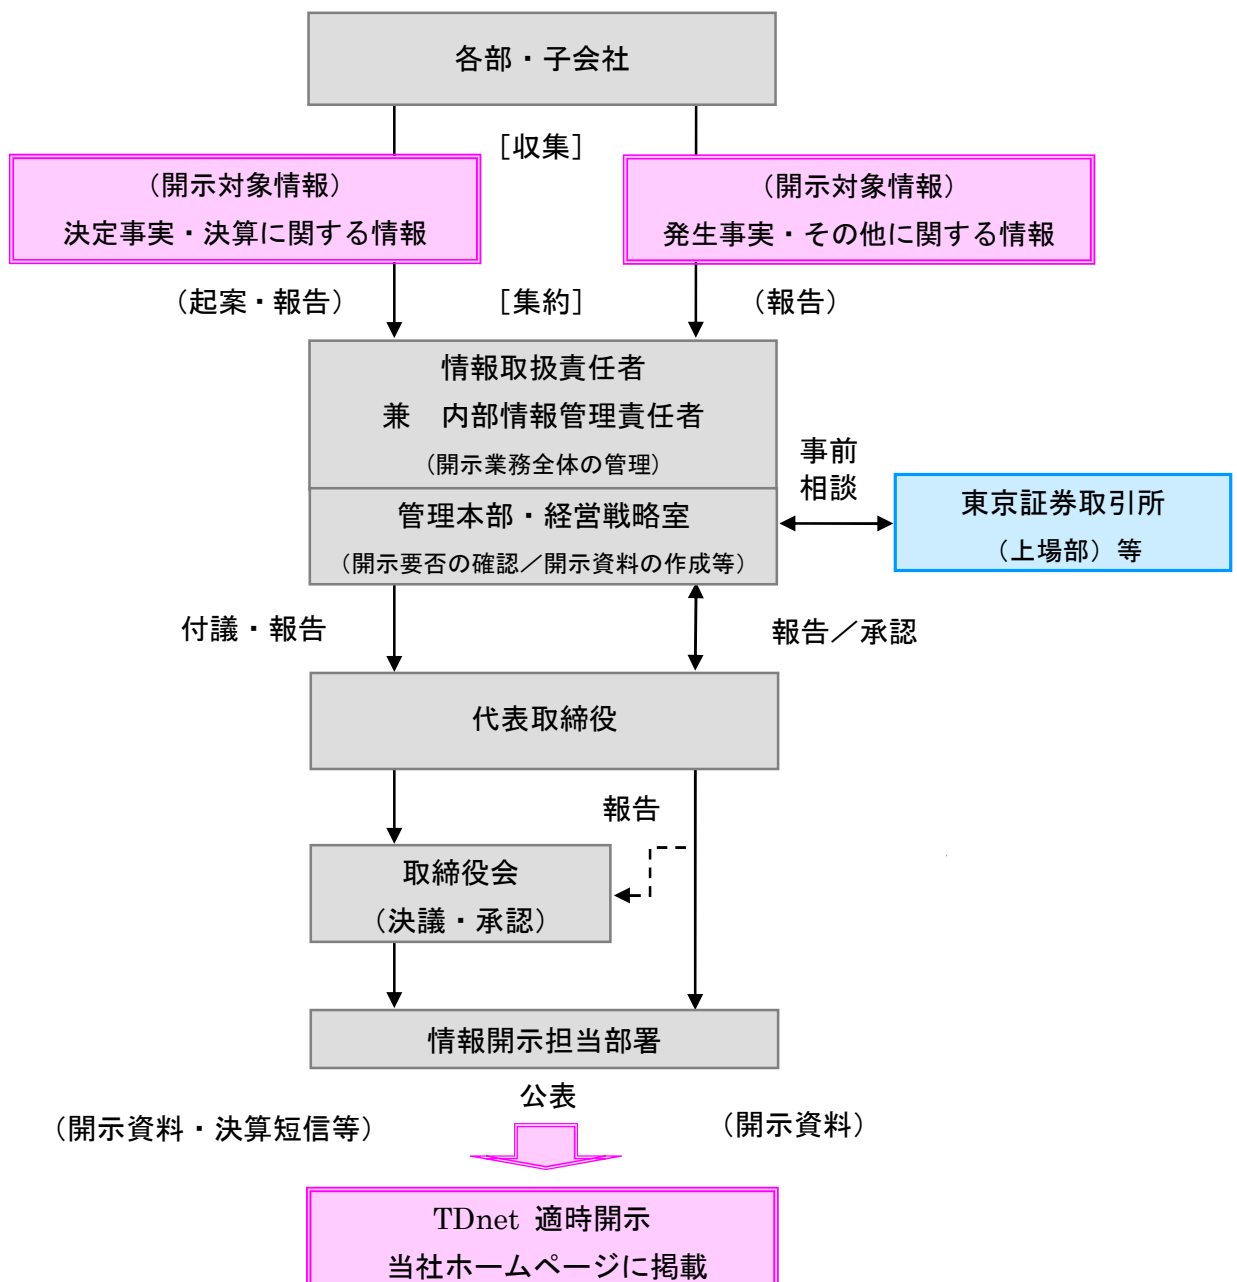 各部・子会社
［収集］
（開示対象情報）
決定事実・決算に関する情報
（開示対象情報）
発生事実・その他に関する情報
（起案・報告）
［集約］
（報告）
情報取扱責任者
兼　内部情報管理責任者
（開示業務全体の管理）
事前
相談
管理本部・経営戦略室
（開示要否の確認／開示資料の作成等）
東京証券取引所
（上場部）等
付議・報告
報告／承認
代表取締役
報告
取締役会
（決議・承認）
情報開示担当部署
公表
（開示資料・決算短信等）
（開示資料）
TDnet 適時開示
当社ホームページに掲載